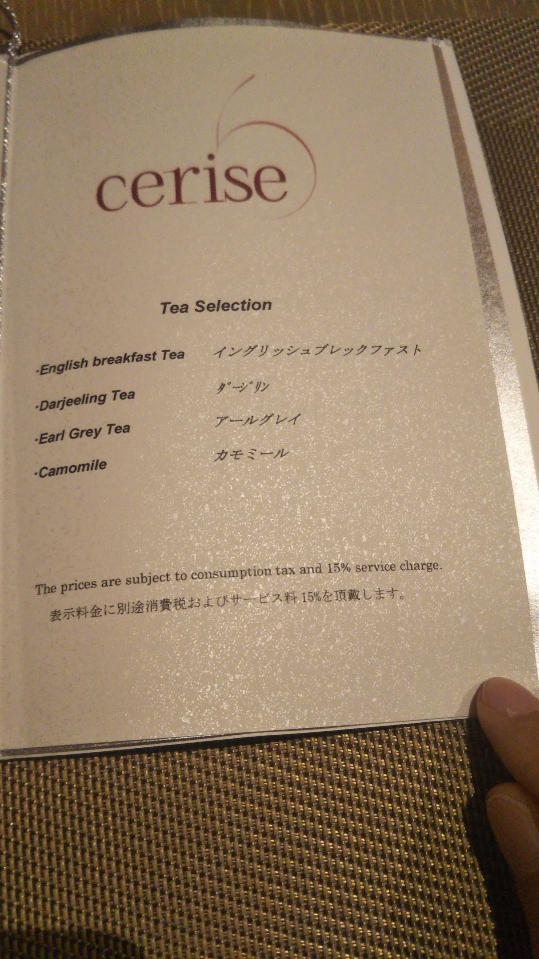 cerise
Tea Selection
·English breakfast Tea イングリッシュブレックファスト
·Darjeeling Tea ﾀﾞｰｼﾞﾘﾝ
·Earl Grey Tea アールグレイ
·Camomile カモミール
The prices are subject to consumption tax and 15% service charge.
表示料金に別途消費税およびサービス料15%を頂戴します。